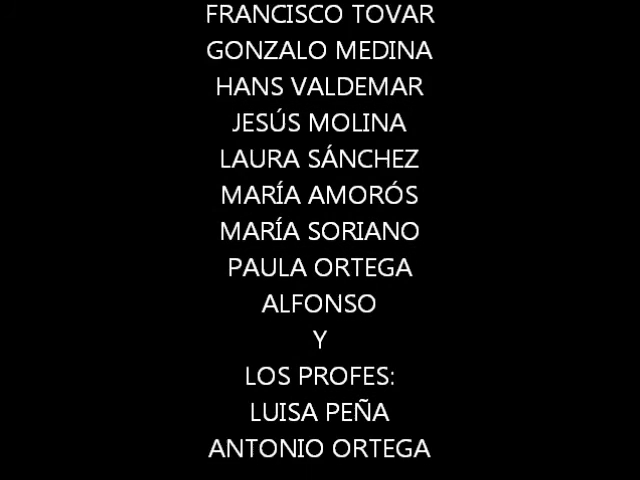 FRANCISCO TOVAR
GONZALO MEDINA
HANS VALDEMAR
JESÚS MOLINA
LAURA SÁNCHEZ
MARÍA AMORÓS
MARÍA SORIANO
PAULA ORTEGA
ALFONSO
Y
LOS PROFES:
LUISA PEÑA
ANTONIO ORTEGA